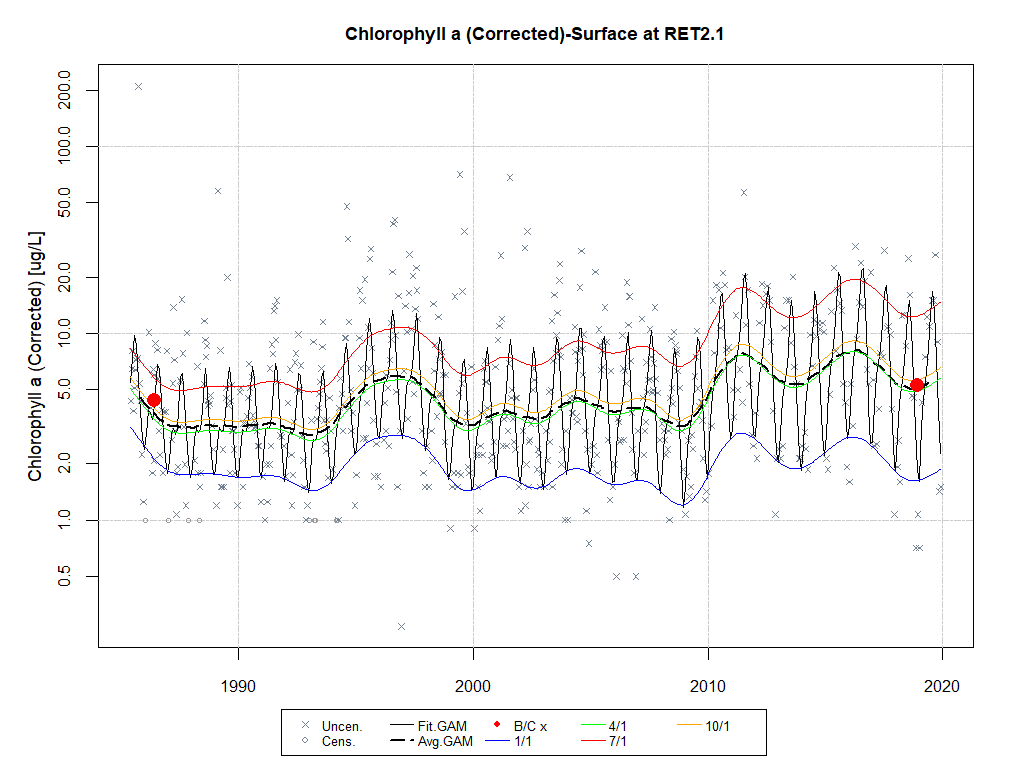 Chlorophyll a (Corrected)-Surface at RET2.1
Chlorophyll a (Corrected) [ug/L]
200.0
100.0
50.0
20.0
10.0
5.0
2.0
1.0
0.5
1990 2000 2010 2020
Uncen. Fit.GAM B/C x 4/1 10/1
Cens. Avg.GAM 1/1 7/1